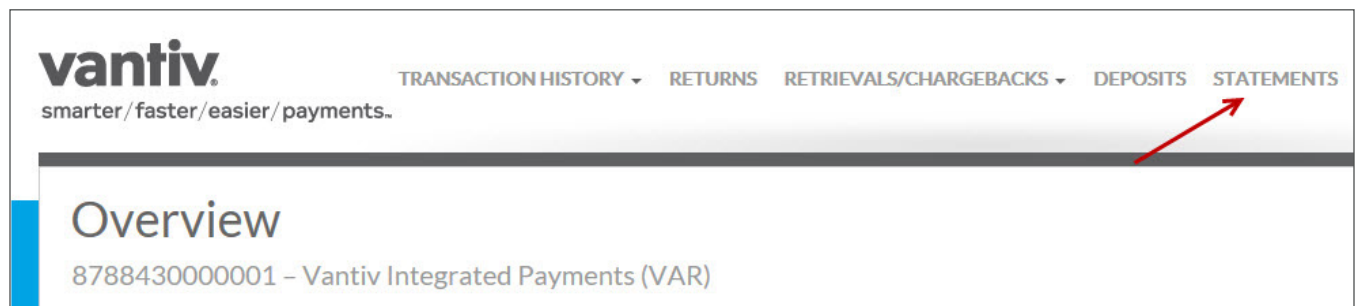 vantiv.
smarter/faster/easier/payments™
TRANSACTION HISTORY RETURNS RETRIEVALS/CHARGEBACKS DEPOSITS STATEMENTS
Overview
8788430000001 – Vantiv Integrated Payments (VAR)